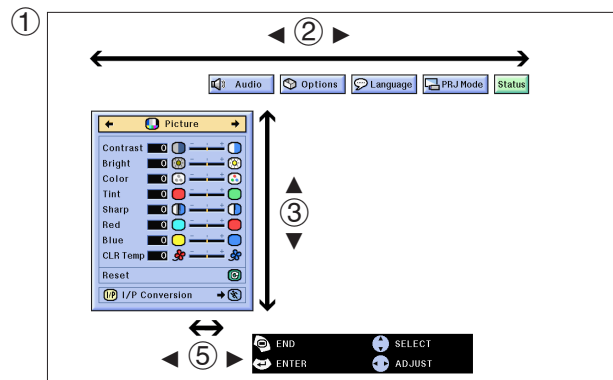 ①
◄ ② ►
Audio Options Language PRJ Mode Status
Picture
Contrast 0
Bright 0
Color 0
Tint 0
Sharp 0
Red 0
Blue 0
CLR Temp 0
Reset
I/P I/P Conversion
▲
③
▼
◄ ⑤ ►
END SELECT
ENTER ADJUST